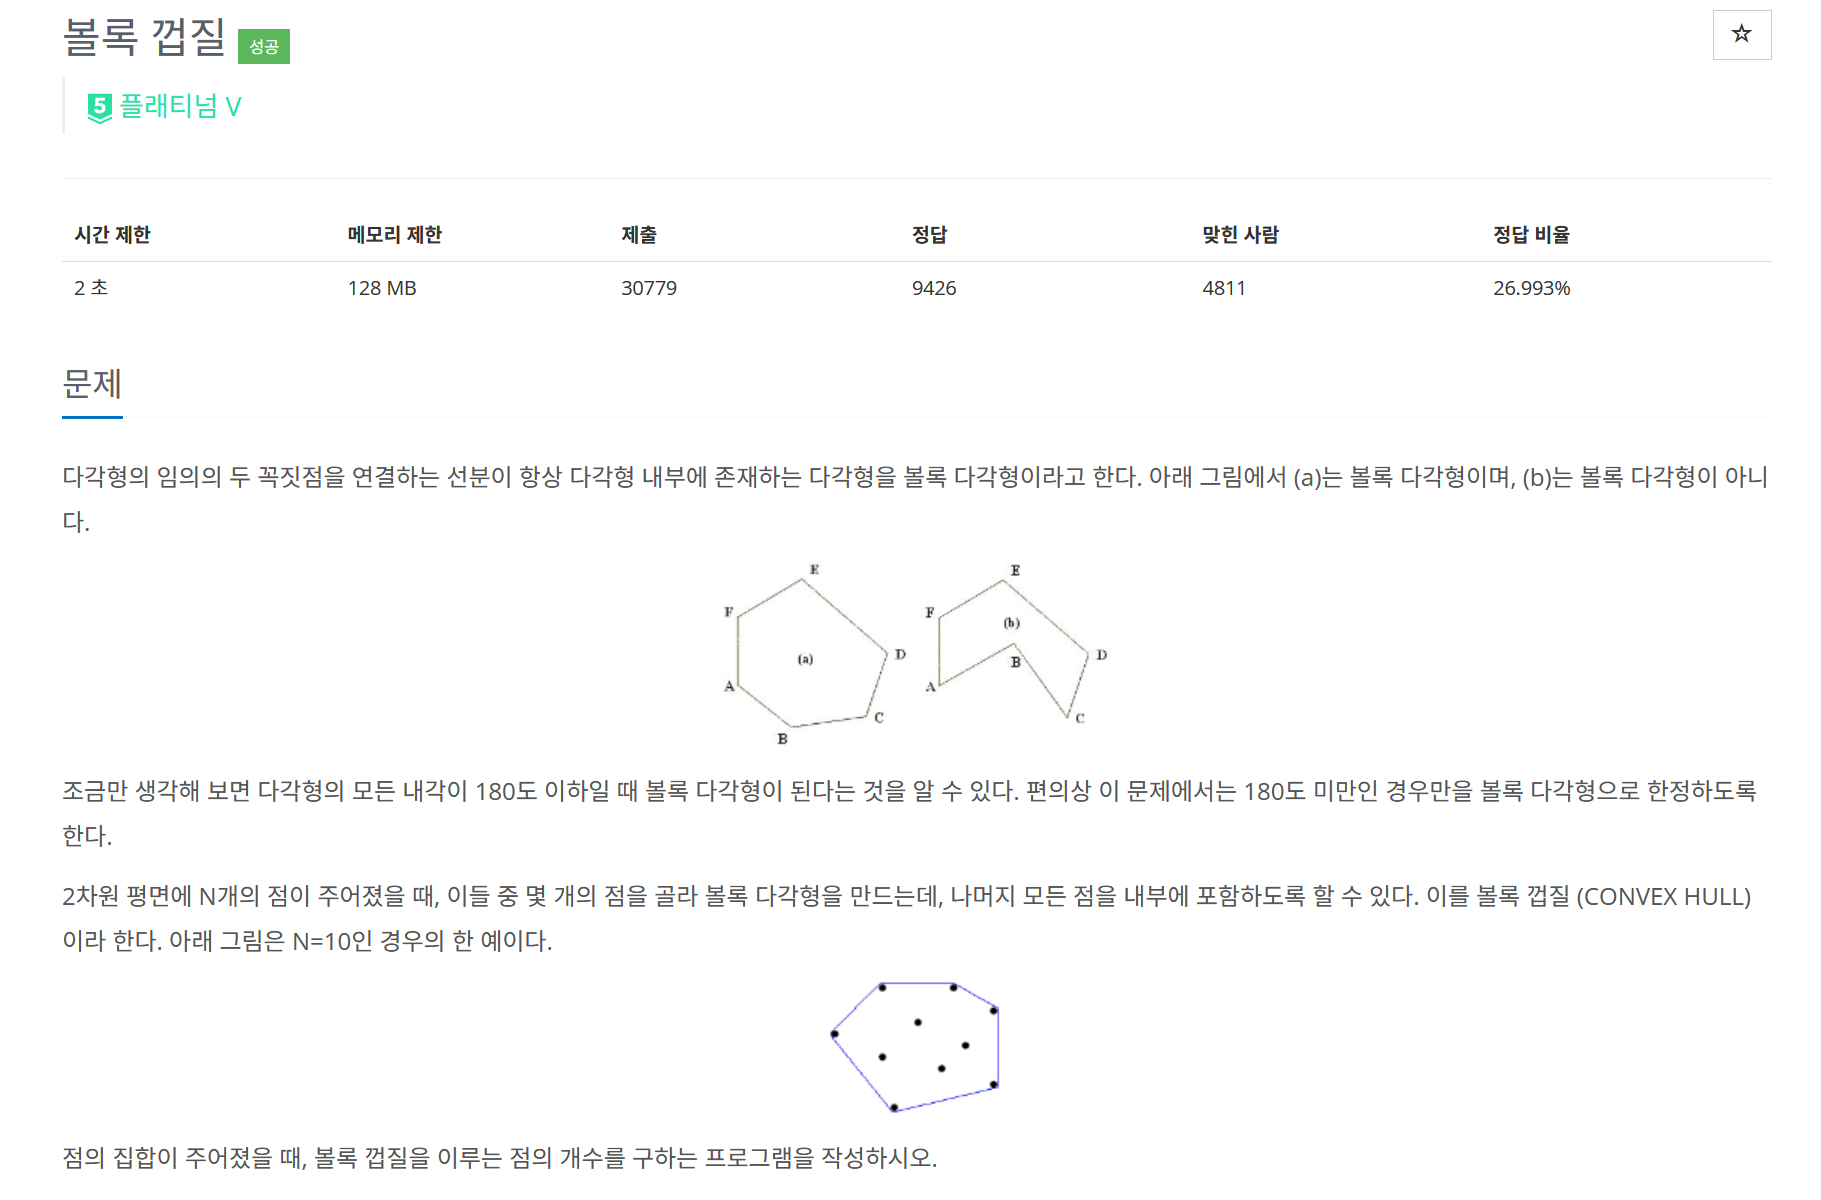 볼록 껍질 성공
☆
5 플래티넘 V
시간 제한 메모리 제한 제출 정답 맞힌 사람 정답 비율
2 초 128 MB 30779 9426 4811 26.993%
문제
다각형의 임의의 두 꼭짓점을 연결하는 선분이 항상 다각형 내부에 존재하는 다각형을 볼록 다각형이라고 한다. 아래 그림에서 (a)는 볼록 다각형이며, (b)는 볼록 다각형이 아니
다.
E E
F F
(b)
(a) D B D
A A
C C
B
조금만 생각해 보면 다각형의 모든 내각이 180도 이하일 때 볼록 다각형이 된다는 것을 알 수 있다. 편의상 이 문제에서는 180도 미만인 경우만을 볼록 다각형으로 한정하도록
한다.
2차원 평면에 N개의 점이 주어졌을 때, 이들 중 몇 개의 점을 골라 볼록 다각형을 만드는데, 나머지 모든 점을 내부에 포함하도록 할 수 있다. 이를 볼록 껍질 (CONVEX HULL)
이라 한다. 아래 그림은 N=10인 경우의 한 예이다.
점의 집합이 주어졌을 때, 볼록 껍질을 이루는 점의 개수를 구하는 프로그램을 작성하시오.